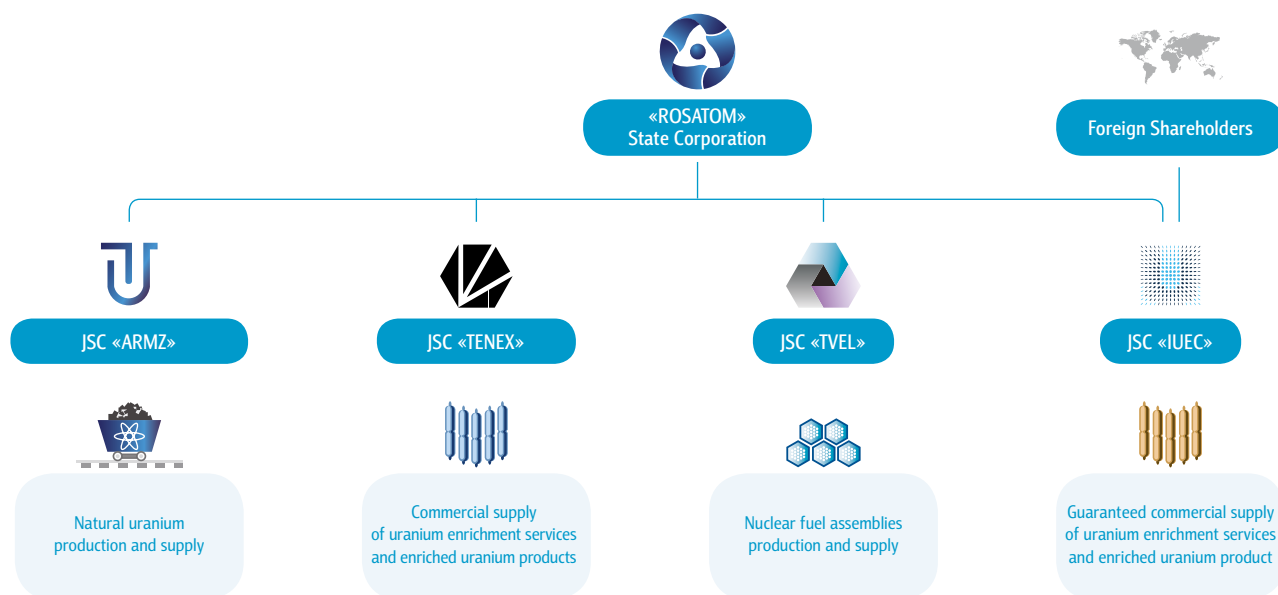 «ROSATOM»
State Corporation
Foreign Shareholders
JSC «ARMZ»
JSC «TENEX»
JSC «TVEL»
JSC «IUEC»
Natural uranium
production and supply
Commercial supply
of uranium enrichment services
and enriched uranium products
Nuclear fuel assemblies
production and supply
Guaranteed commercial supply
of uranium enrichment services
and enriched uranium product